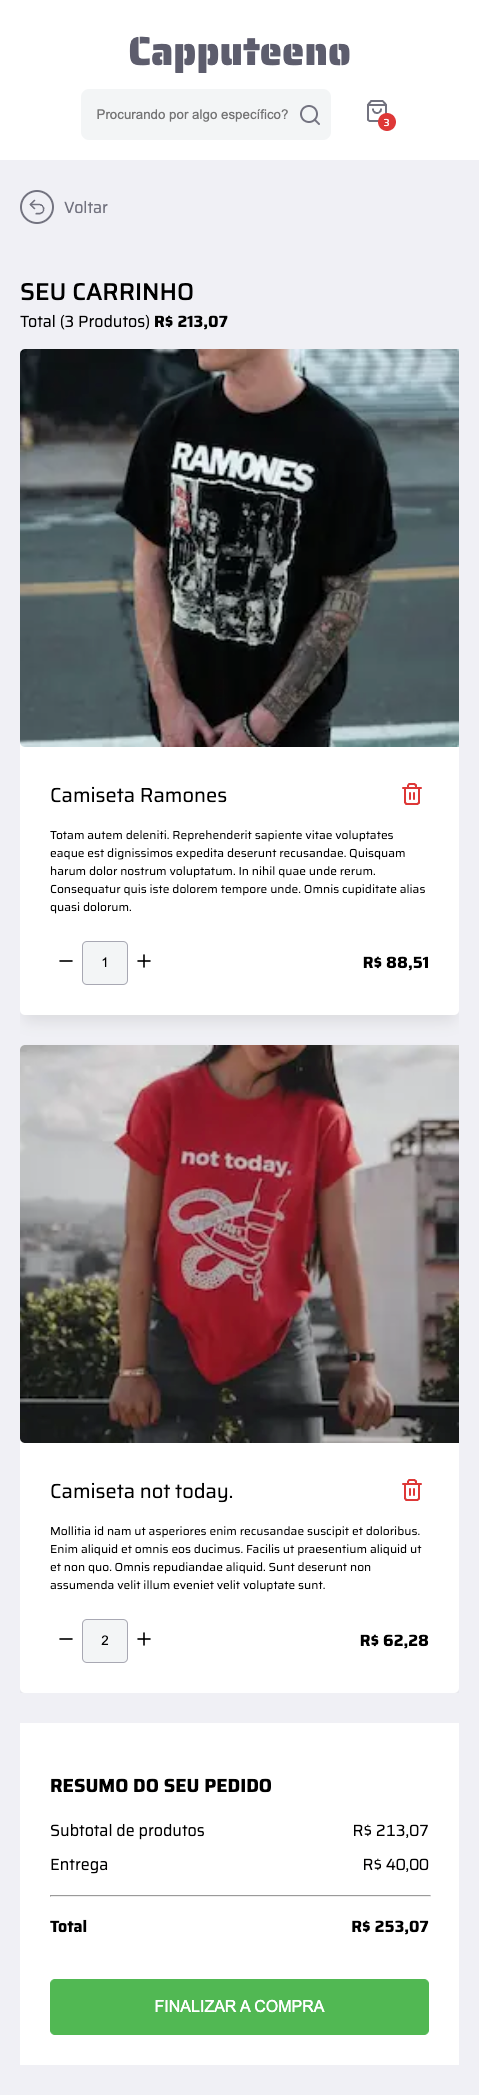 Capputeeno
Procurando por algo específico?
3
Voltar
SEU CARRINHO
Total (3 Produtos) R$ 213,07
RAMONES
Camiseta Ramones
Totam autem deleniti. Reprehenderit sapiente vitae voluptates
eaque est dignissimos expedita deserunt recusandae. Quisquam
harum dolor nostrum voluptatum. In nihil quae unde rerum.
Consequatur quis iste dolorem tempore unde. Omnis cupiditate alias
quasi dolorum.
1
R$ 88,51
not today.
Camiseta not today.
Mollitia id nam ut asperiores enim recusandae suscipit et doloribus.
Enim aliquid et omnis eos ducimus. Facilis ut praesentium aliquid ut
et non quo. Omnis repudiandae aliquid. Sunt deserunt non
assumenda velit illum eveniet velit voluptate sunt.
2
R$ 62,28
RESUMO DO SEU PEDIDO
Subtotal de produtos R$ 213,07
Entrega R$ 40,00
Total R$ 253,07
FINALIZAR A COMPRA